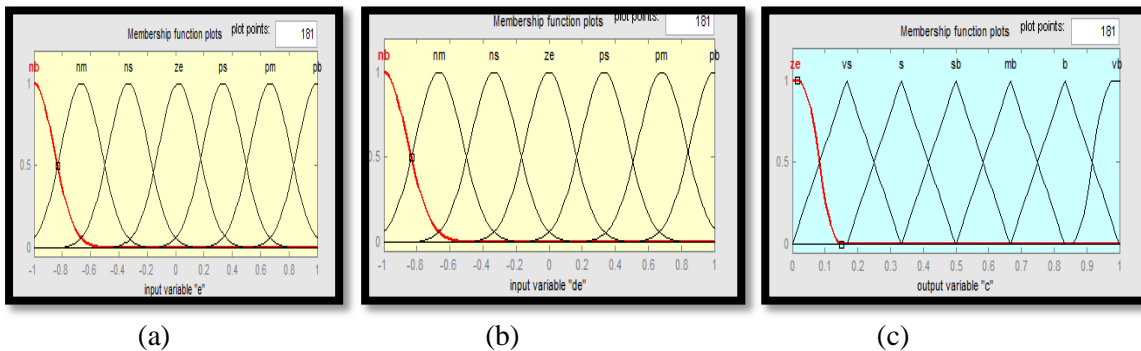 Membership function plots plot points: 181
nb nm ns ze ps pm pb
1
0.5
0
-1 -0.8 -0.6 -0.4 -0.2 0 0.2 0.4 0.6 0.8 1
input variable "e"
(a)
Membership function plots plot points: 181
nb nm ns ze ps pm pb
1
0.5
0
-1 -0.8 -0.6 -0.4 -0.2 0 0.2 0.4 0.6 0.8 1
input variable "de"
(b)
Membership function plots plot points: 181
ze vs s sb mb b vb
1
0.5
0
0 0.1 0.2 0.3 0.4 0.5 0.6 0.7 0.8 0.9 1
output variable "c"
(c)